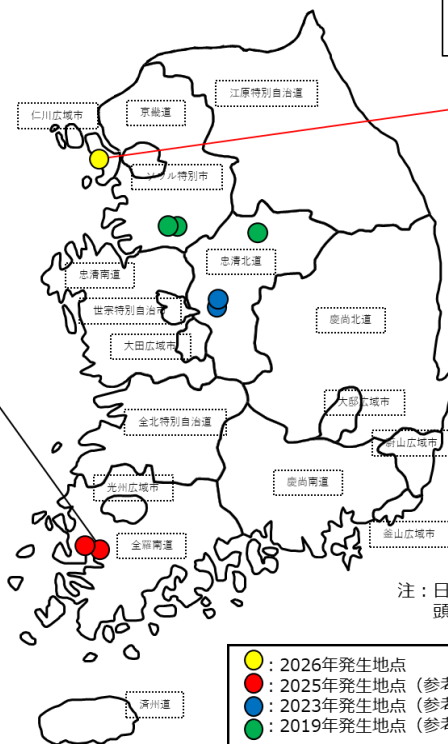 江原特別自治道
京畿道
仁川広域市
ソウル特別市
忠清北道
忠清南道
世宗特別自治市
慶尚北道
大田広域市
大邱広域市
全北特別自治道
蔚山広域市
慶尚南道
光州広域市
釜山広域市
全羅南道
注：日
頭
済州道
：2026年発生地点
：2025年発生地点（参考
：2023年発生地点（参考
：2019年発生地点（参考